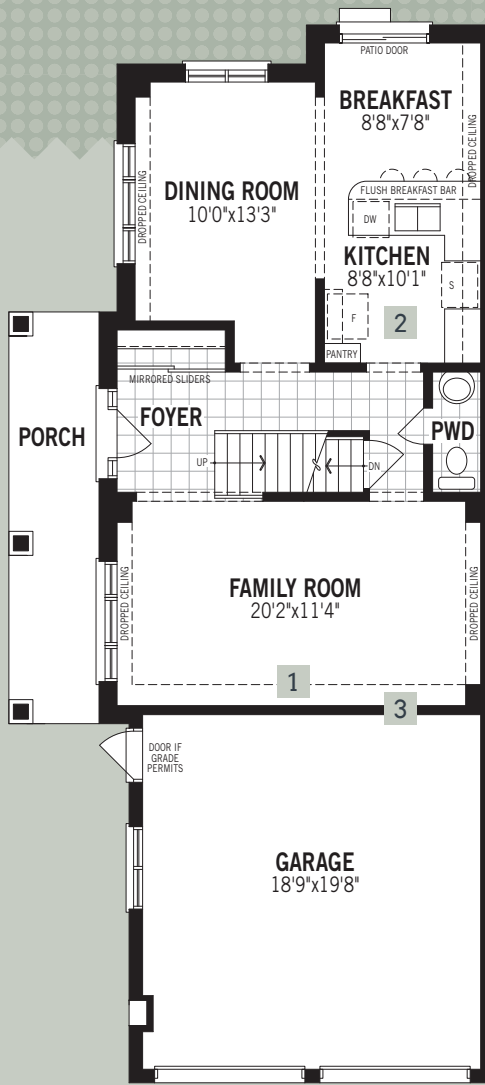 PATIO DOOR
BREAKFAST
8'8"x7'8"
DROPPED CEILING
DINING ROOM
10'0"x13'3"
DROPPED CEILING
FLUSH BREAKFAST BAR
DW
KITCHEN
8'8"x10'1"
S
F
2
PANTRY
MIRRORED SLIDERS
FOYER
PORCH
PWD
UP
DN
FAMILY ROOM
20'2"x11'4"
DROPPED CEILING
DROPPED CEILING
1
3
DOOR IF
GRADE
PERMITS
GARAGE
18'9"x19'8"